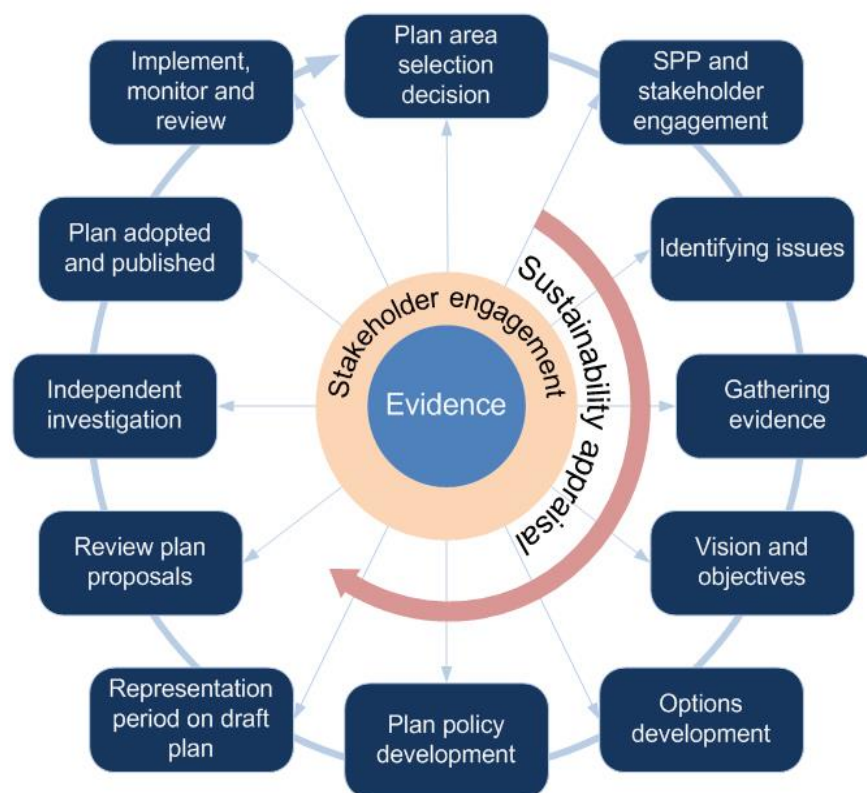 Plan area
selection
decision
SPP and
stakeholder
engagement
Identifying issues
Gathering
evidence
Vision and
objectives
Options
development
Plan policy
development
Representation
period on draft
plan
Review plan
proposals
Independent
investigation
Plan adopted
and published
Implement,
monitor and
review
Stakeholder engagement
Evidence
Sustainability appraisal